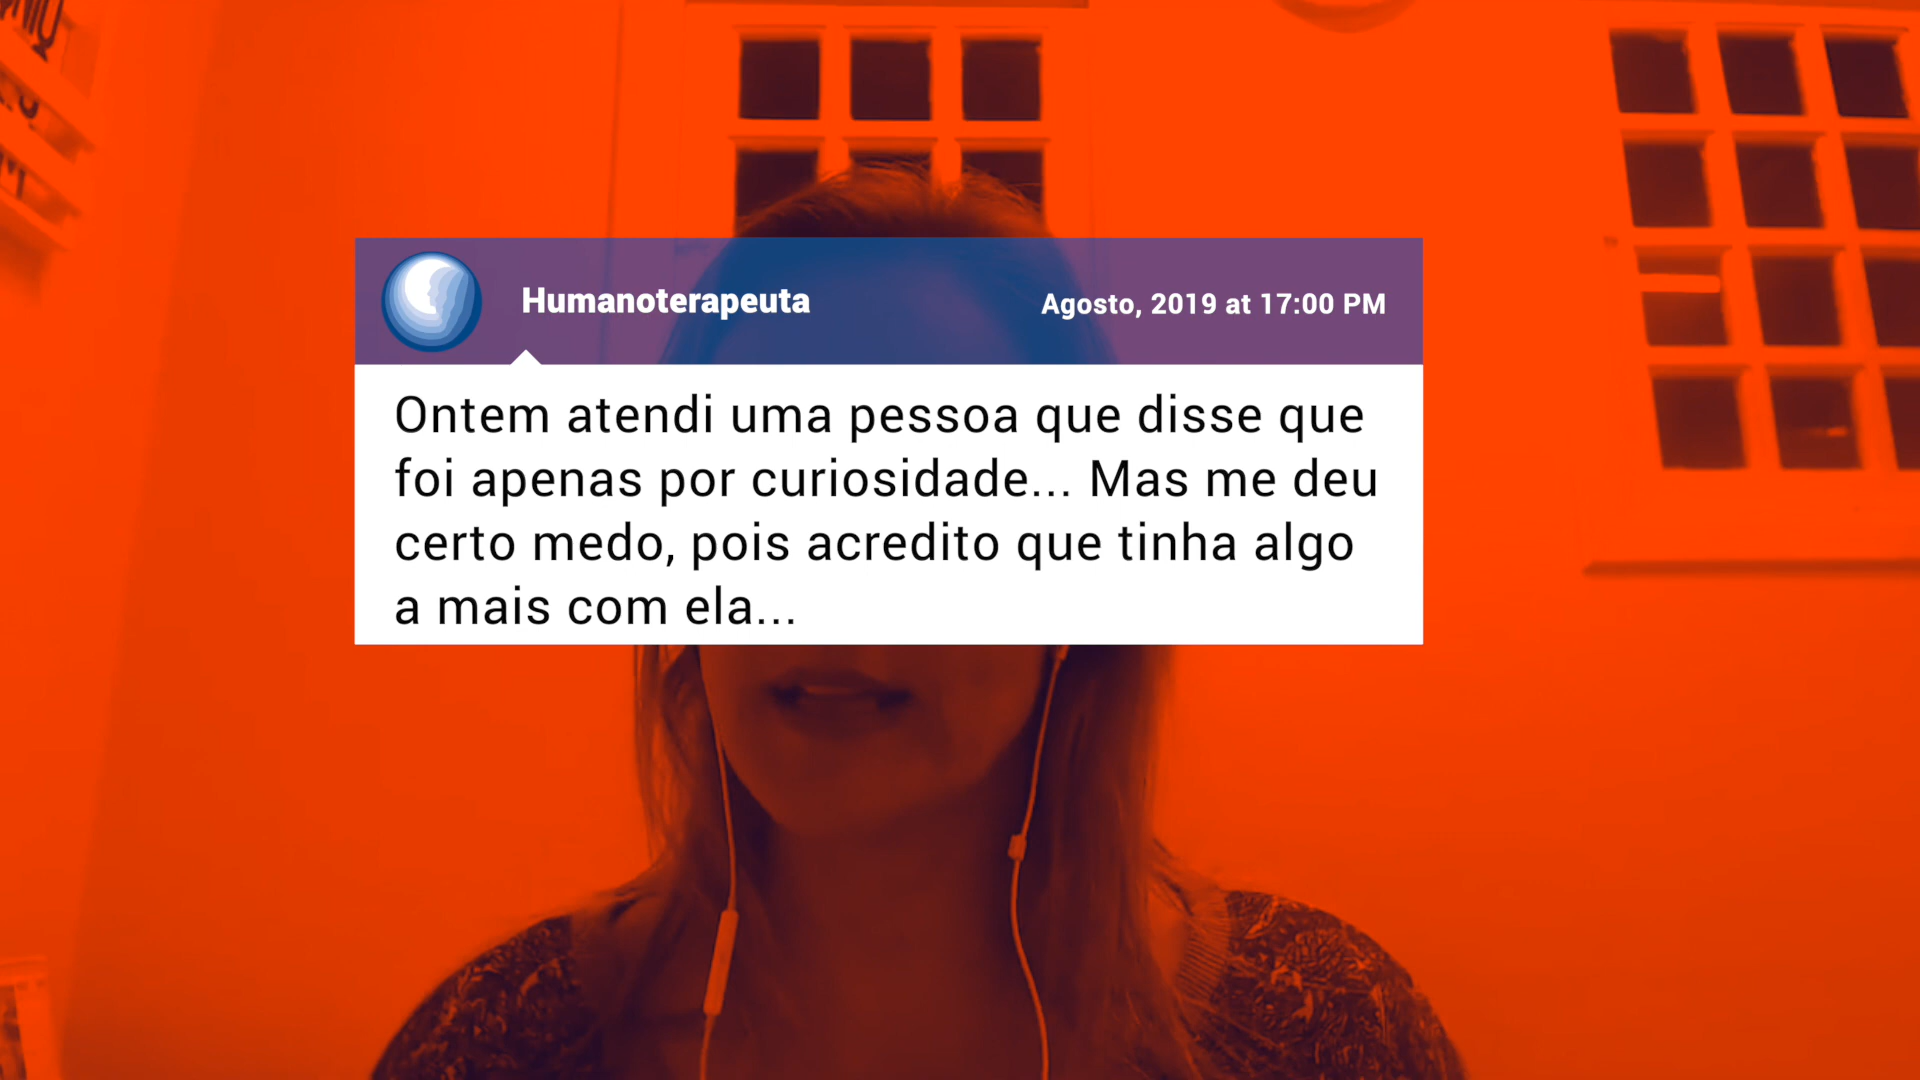 Humanoterapeuta
Agosto, 2019 at 17:00 PM
Ontem atendi uma pessoa que disse que
foi apenas por curiosidade... Mas me deu
certo medo, pois acredito que tinha algo
a mais com ela...